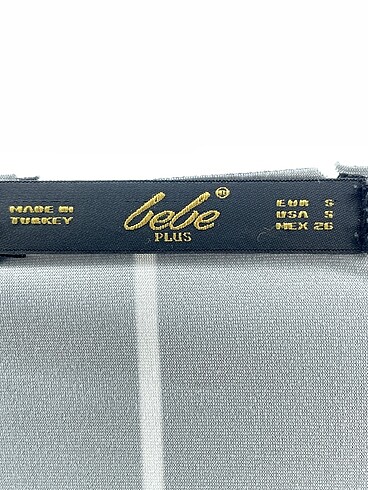 MADE IN
TURKEY
bebe®
PLUS
EUR S
USA S
MEX 26